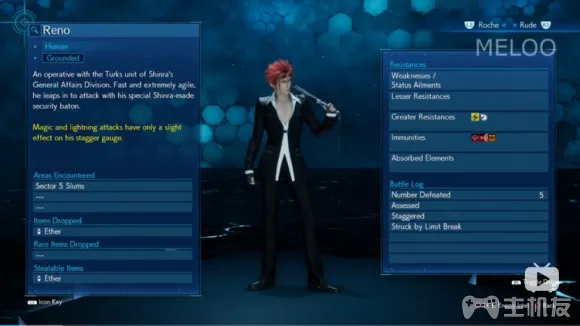 Reno
Roche
Rude
MELOO
Human
Grounded
An operative with the Turks unit of Shinra's
General Affairs Division. Fast and extremely agile,
he leaps in to attack with his special Shinra-made
security baton.
Magic and lightning attacks have only a slight
effect on his stagger gauge.
Areas Encountered
Sector 5 Slums
---
---
Items Dropped
Ether
Rare Items Dropped
---
Stealable Items
Ether
Resistances
Weaknesses /
Status Ailments
Lesser Resistances
Greater Resistances
Immunities
Absorbed Elements
Battle Log
Number Defeated 5
Assessed
Staggered
Struck by Limit Break
Icon Key
主机友